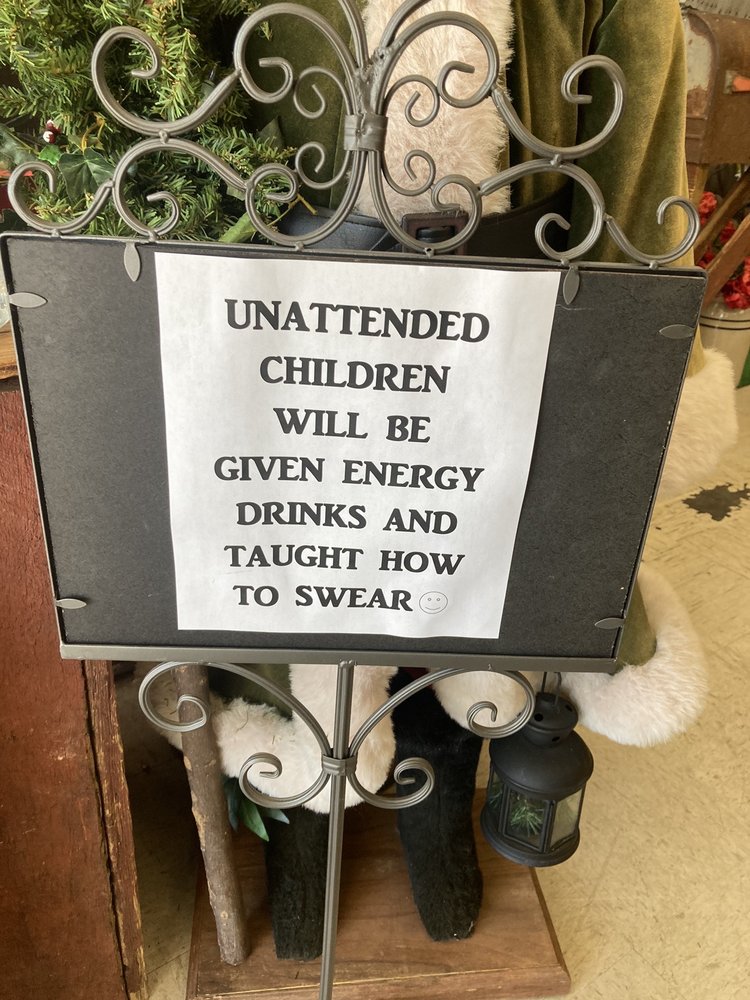 UNATTENDED
CHILDREN
WILL BE
GIVEN ENERGY
DRINKS AND
TAUGHT HOW
TO SWEAR☺